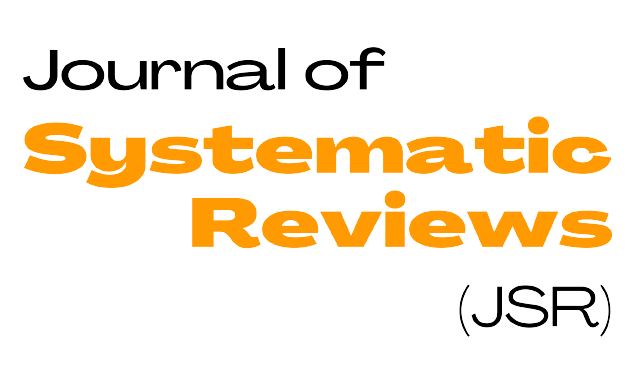 Journal of
Systematic
Reviews
(JSR)